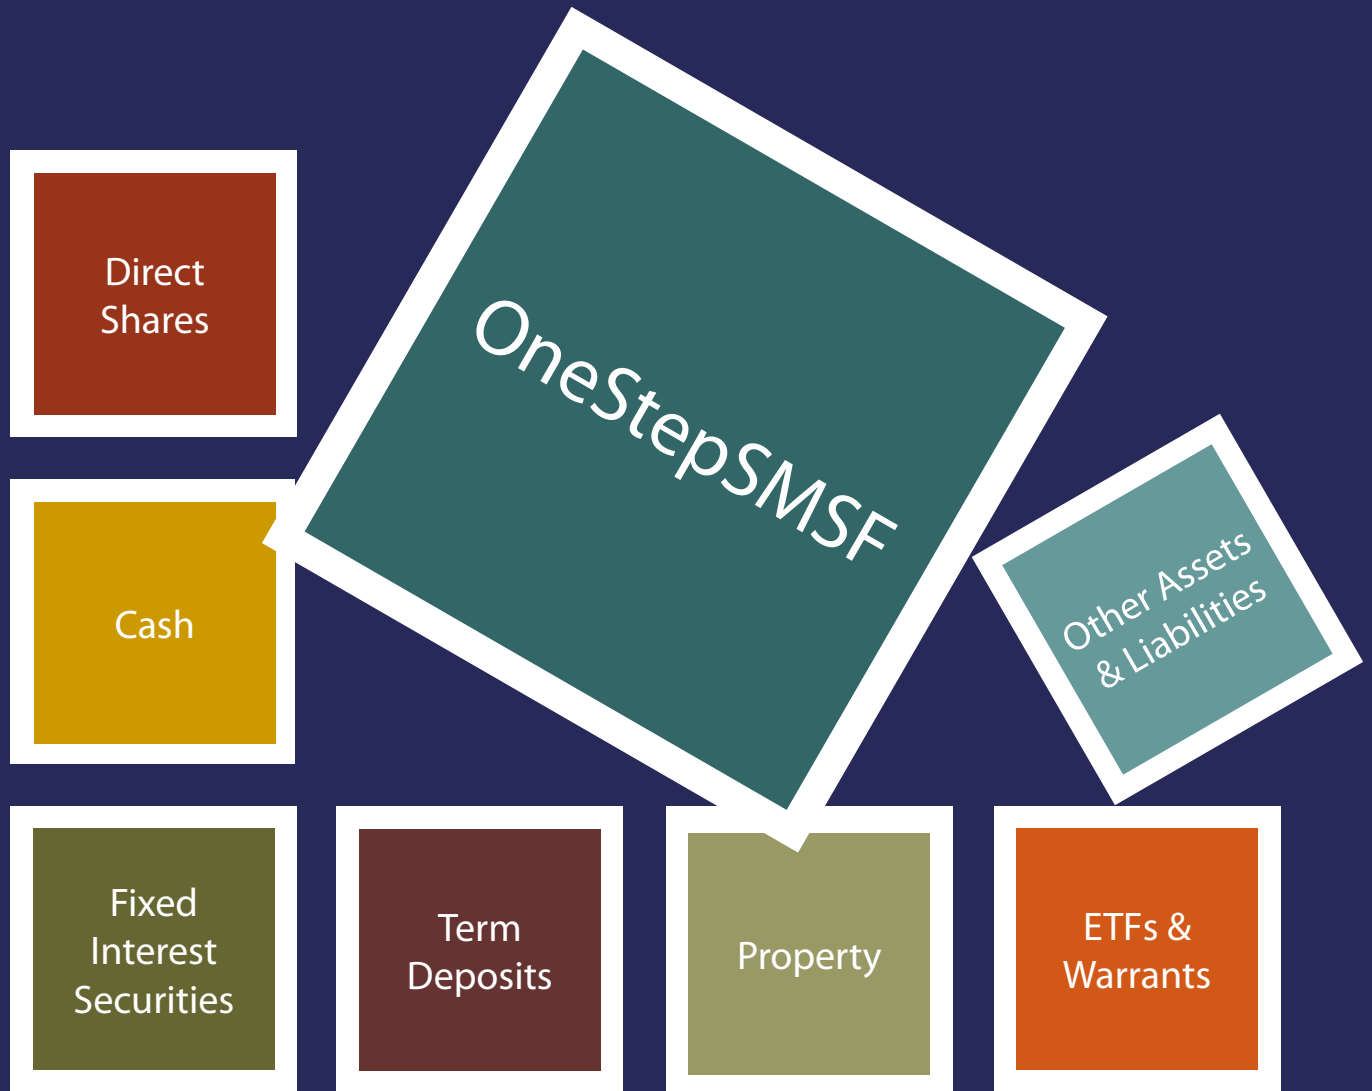 Direct
Shares
OneStepSMSF
Cash
Other Assets
& Liabilities
Fixed
Interest
Securities
Term
Deposits
Property
ETFs &
Warrants